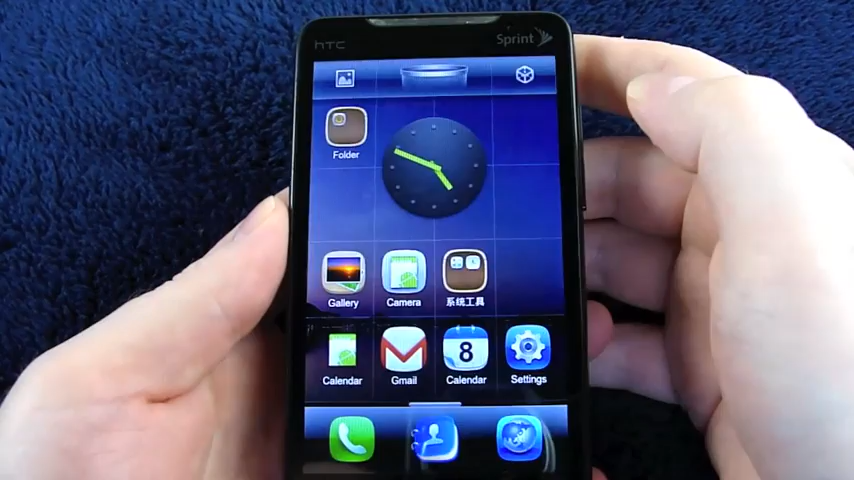 HTC
Sprint
Folder
Gallery
Camera
系统工具
Calendar
Gmail
8
Calendar
Settings